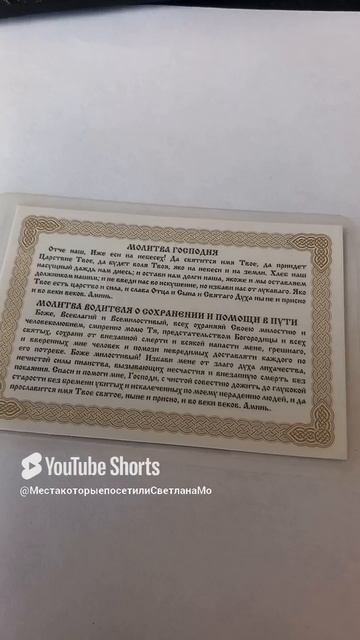 МОЛИТВА ГОСПОДНЯ
Отче наш, Иже еси на небесех! Да святится имя Твое, да приидет
Царствие Твое, да будет воля Твоя, яко на небеси и на земли. Хлеб наш
насущный даждь нам днесь; и остави нам долги наша, якоже и мы оставляем
должником нашим; и не введи нас во искушение, но избави нас от лукаваго. Яко
Твое есть царство и сила, и слава Отца и Сына и Святаго Духа ныне и присно
и во веки веков. Аминь.
МОЛИТВА ВОДИТЕЛЯ О СОХРАНЕНИИ И ПОМОЩИ В ПУТИ
Боже, Всеблагий и Всемилостивый, всех охраняяй Своею милостию и
человеколюбием, смиренно молю Тя, предстательством Богородицы и всех
святых, сохрани от внезапной смерти и всякой напасти мене, грешнаго,
и вверенных мне человек и помози невредимых доставляти каждого по
его потребе. Боже милостивый! Избави мене от злаго духа лихачества,
нечистой силы пианства, вызывающих несчастия и внезапную смерть без
покаяния. Спаси и помоги мне, Господи, с чистой совестию дожить до глубокой
старости без бремени убитых и искалеченных по моему нерадению людей, и да
прославится имя Твое святое, ныне и присно, и во веки веков. Аминь.
YouTube Shorts
@МестакоторыепосетилиСветланаМо